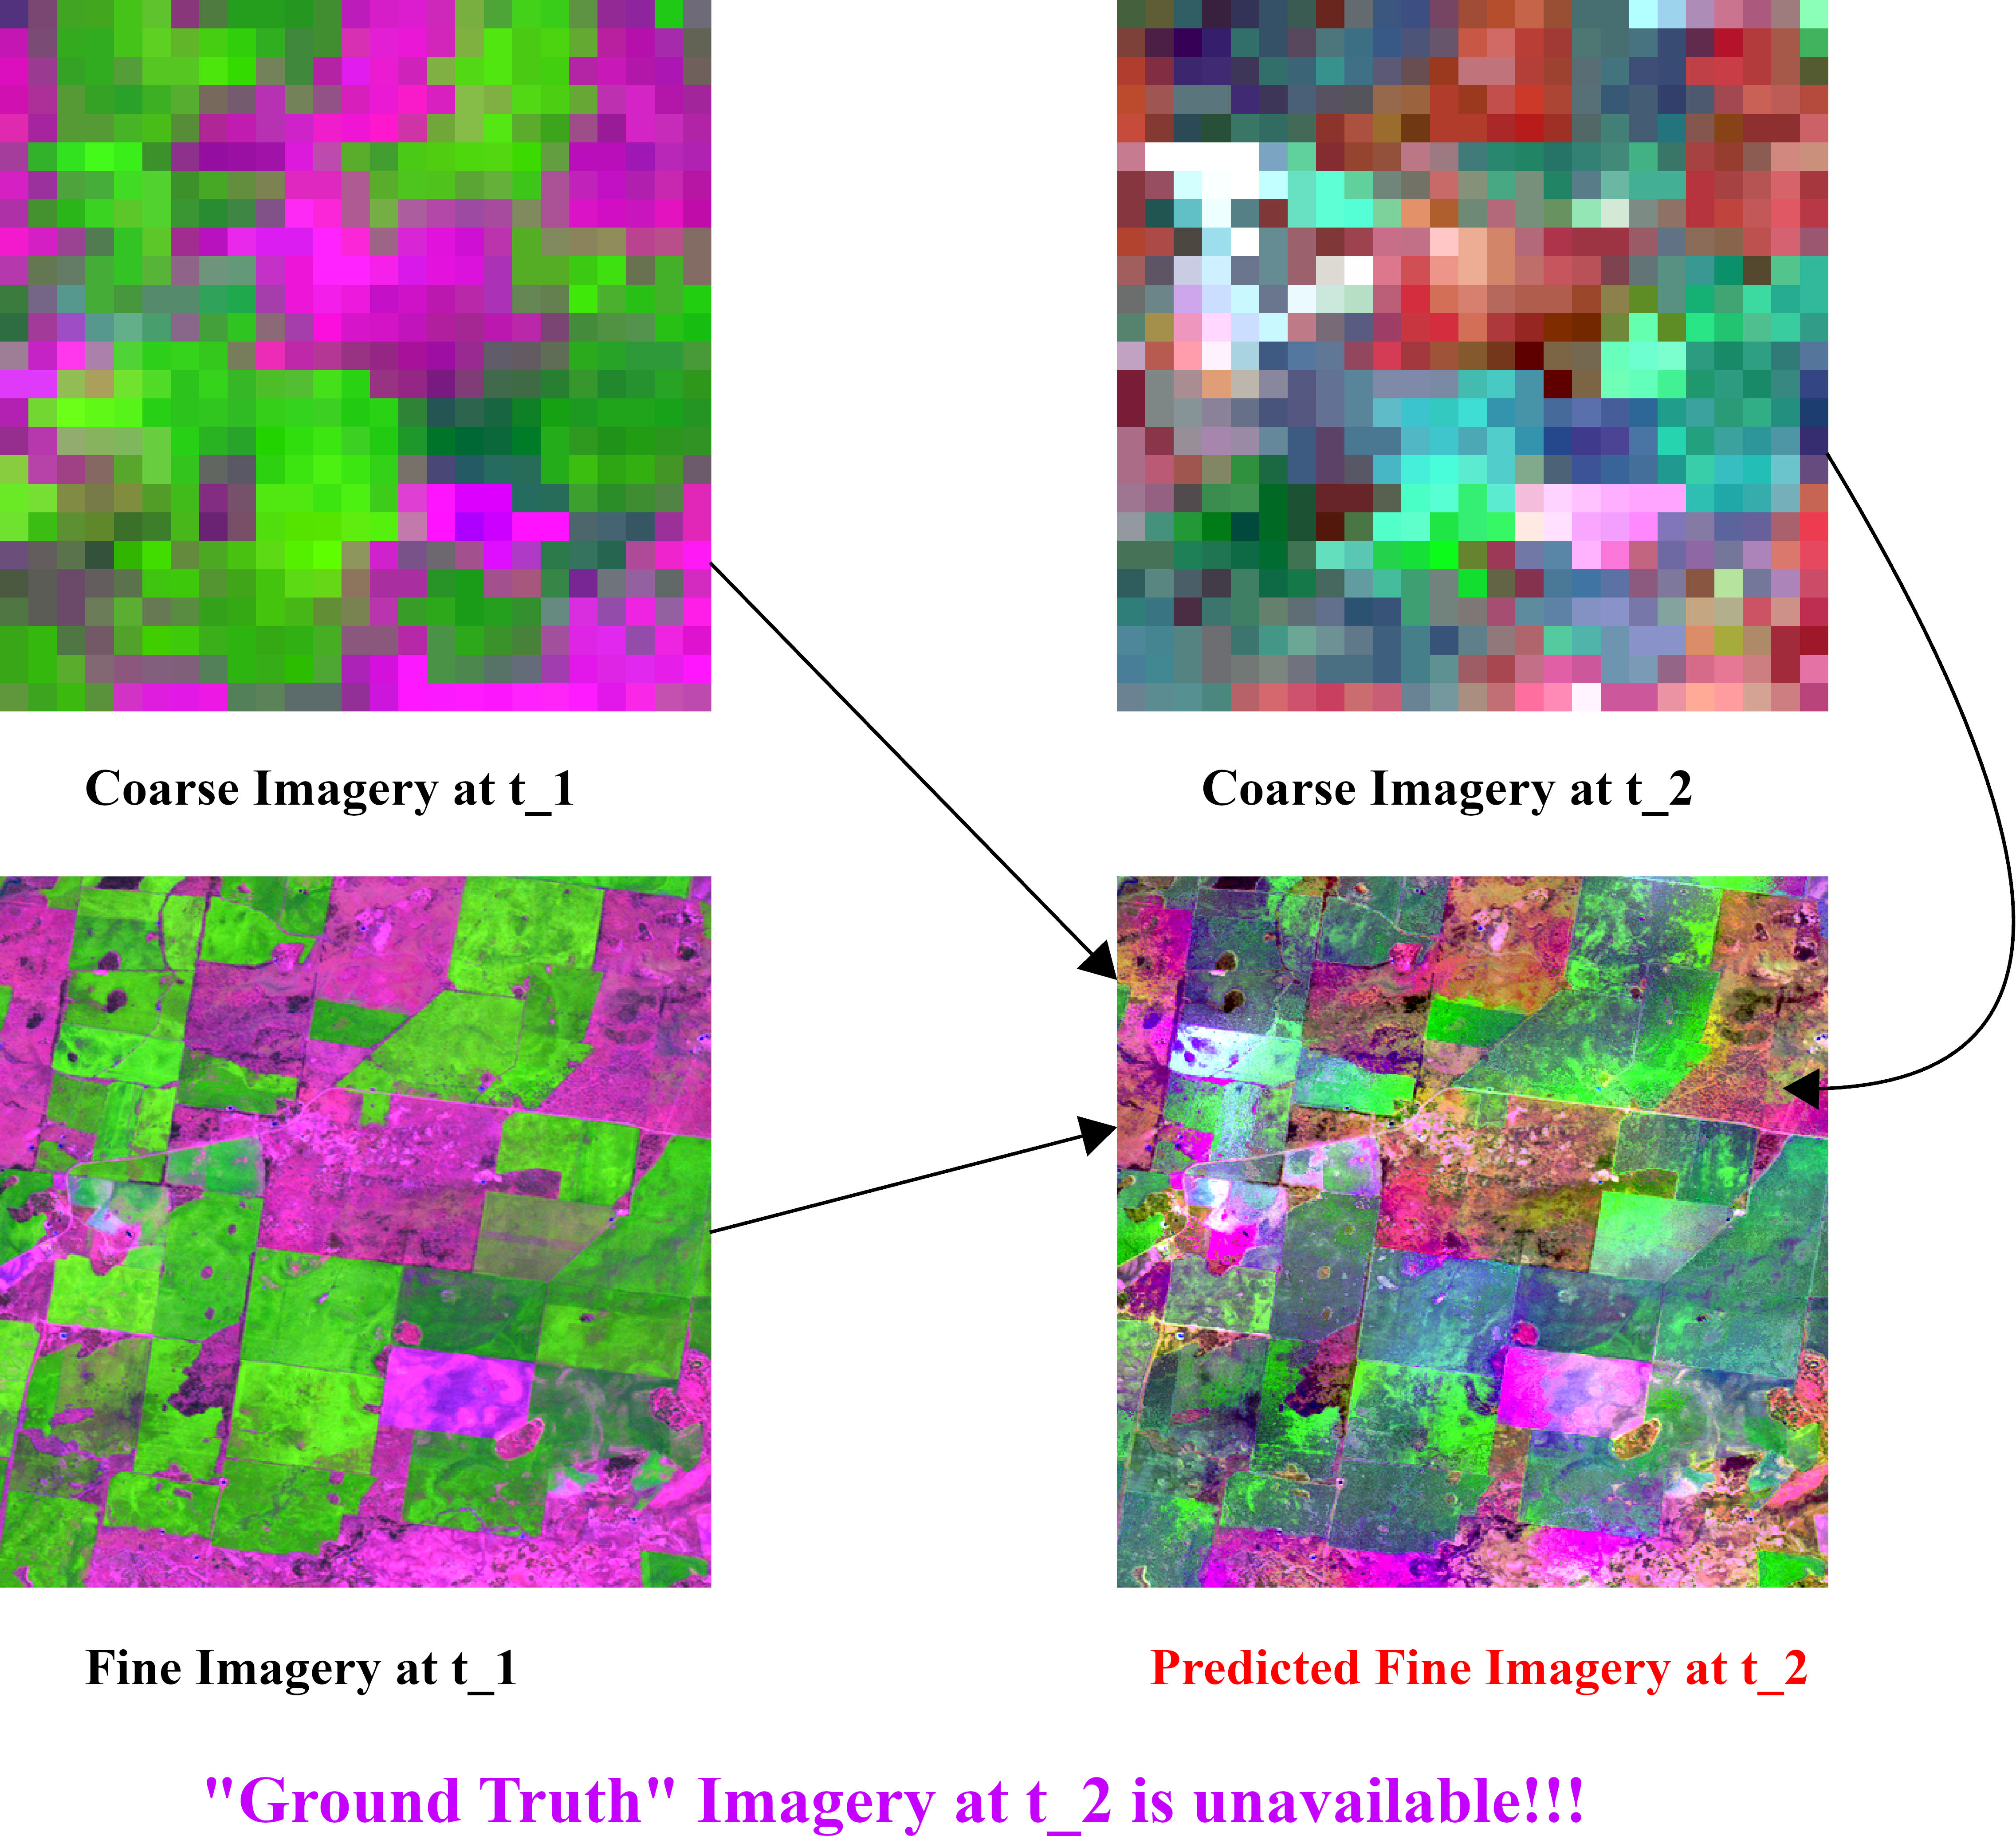 Coarse Imagery at t_1
Coarse Imagery at t_2
Fine Imagery at t_1
Predicted Fine Imagery at t_2
"Ground Truth" Imagery at t_2 is unavailable!!!